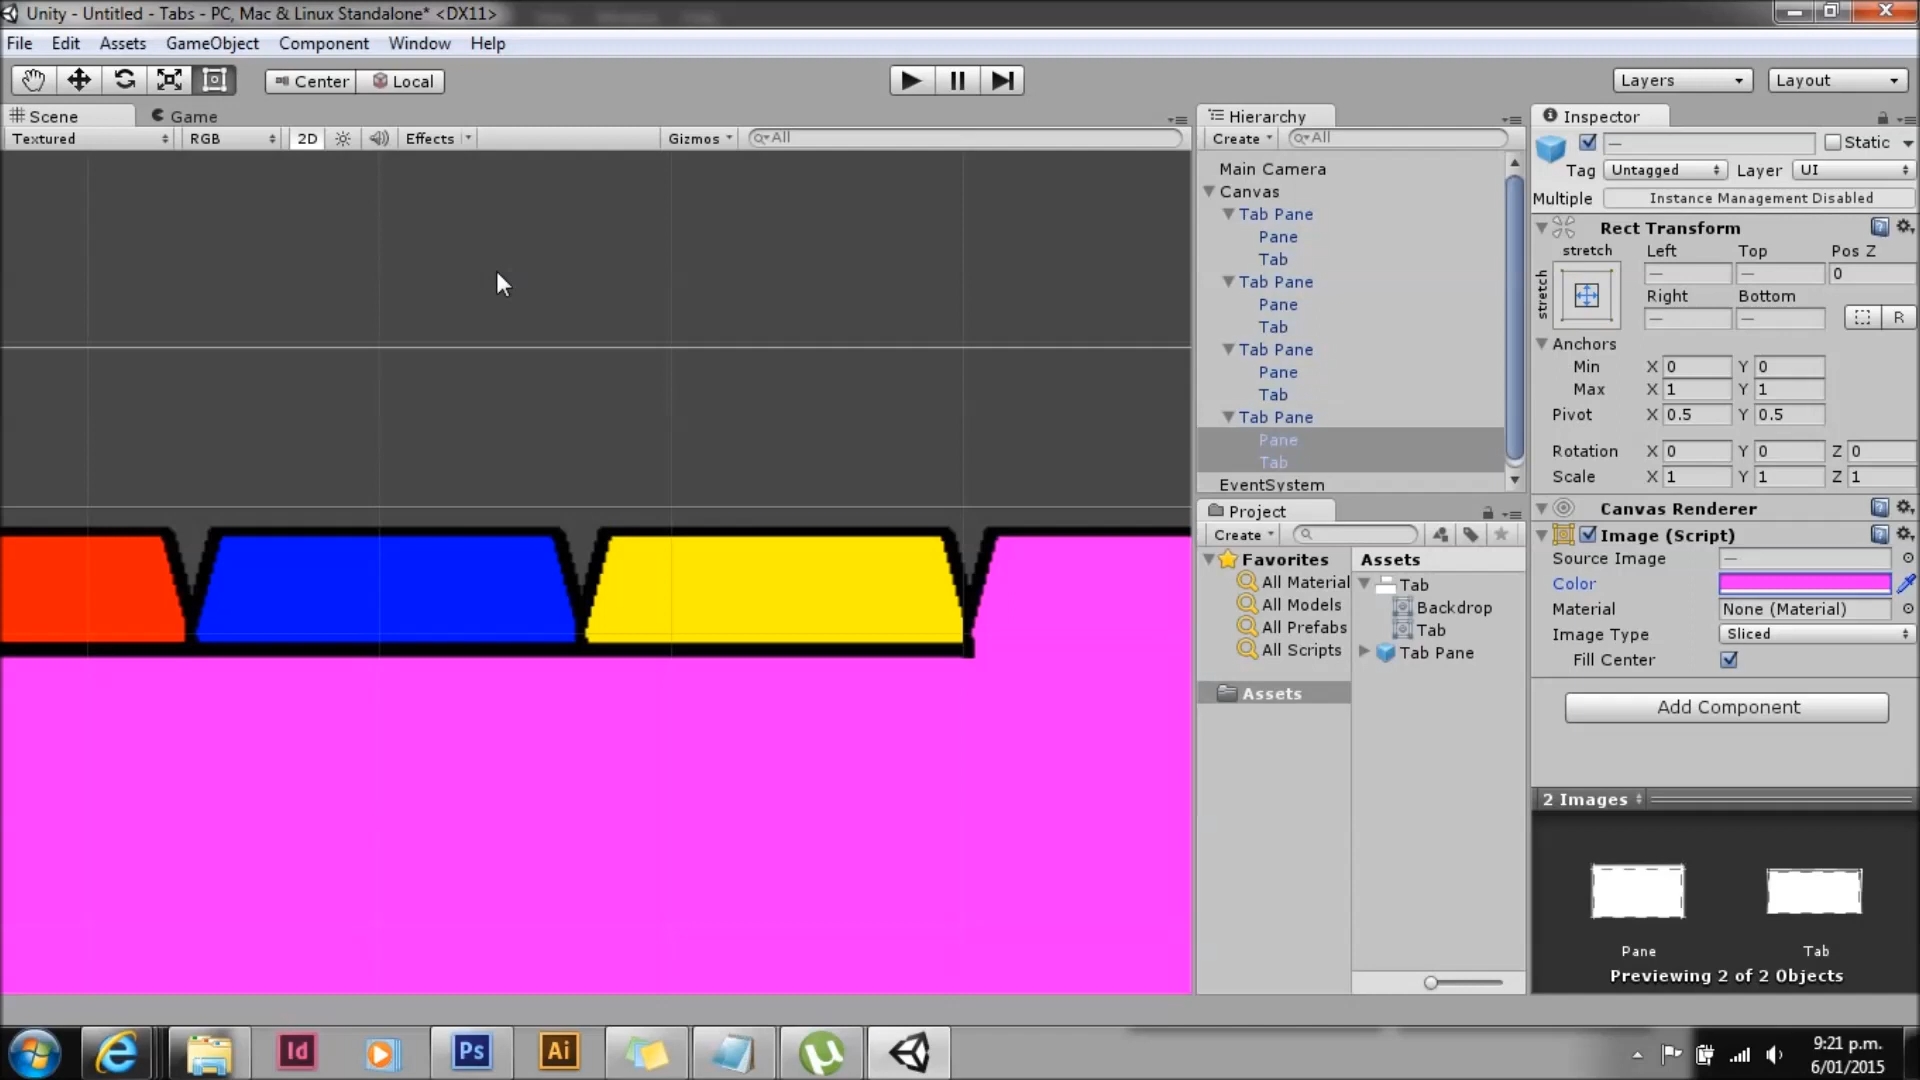 Unity - Untitled - Tabs - PC, Mac & Linux Standalone* <DX11>
File Edit Assets GameObject Component Window Help
Center Local Layers Layout
Scene Game
Textured RGB 2D Effects Gizmos All
Hierarchy
Create All
Main Camera
Canvas
Tab Pane
Pane
Tab
Tab Pane
Pane
Tab
Tab Pane
Pane
Tab
Tab Pane
Pane
Tab
EventSystem
Project
Create
Favorites
All Material
All Models
All Prefabs
All Scripts
Assets
Assets
Tab
Backdrop
Tab
Tab Pane
Inspector
— Static
Tag Untagged Layer UI
Multiple Instance Management Disabled
Rect Transform
stretch Left Top Pos Z
stretch — — 0
Right Bottom
— — R
Anchors
Min X 0 Y 0
Max X 1 Y 1
Pivot X 0.5 Y 0.5
Rotation X 0 Y 0 Z 0
Scale X 1 Y 1 Z 1
Canvas Renderer
Image (Script)
Source Image —
Color
Material None (Material)
Image Type Sliced
Fill Center
Add Component
2 Images
Pane Tab
Previewing 2 of 2 Objects
Id Ps Ai µ
9:21 p.m.
6/01/2015